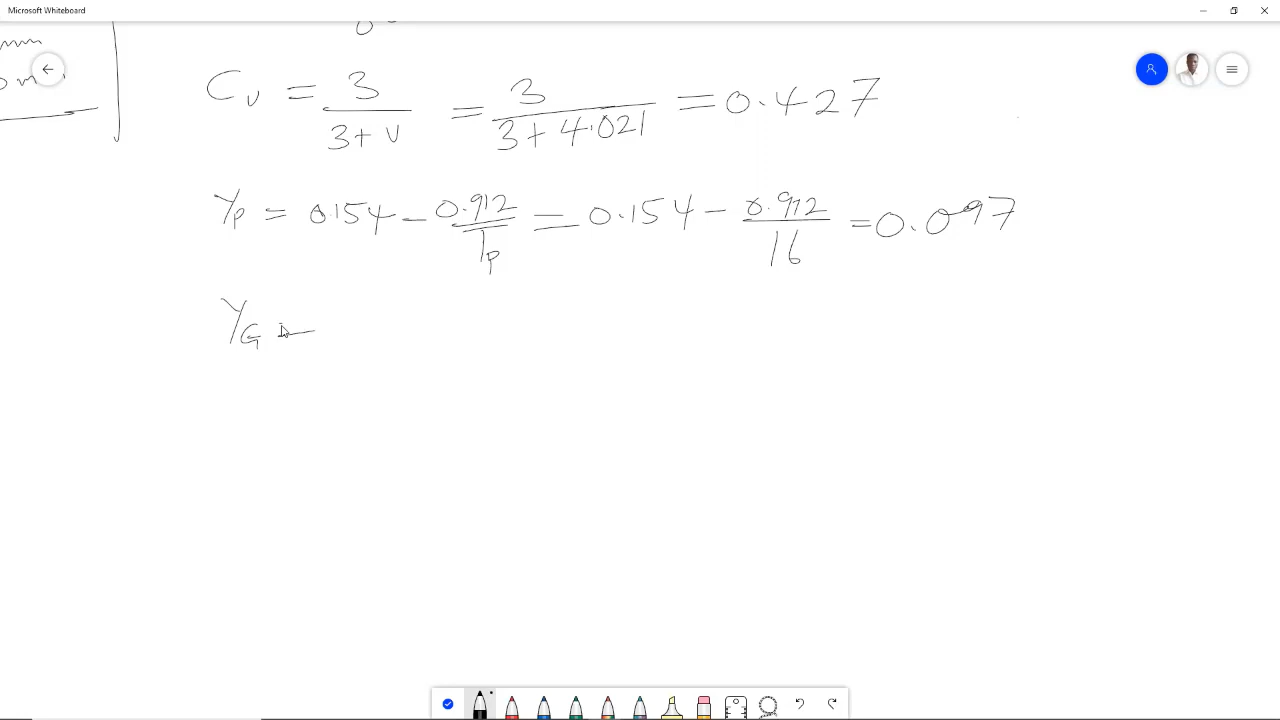 Microsoft Whiteboard
Cv = 3/(3+v) = 3/(3+4.021) = 0.427
yp = 0.154 - 0.912/Tp = 0.154 - 0.912/16 = 0.097
yG =